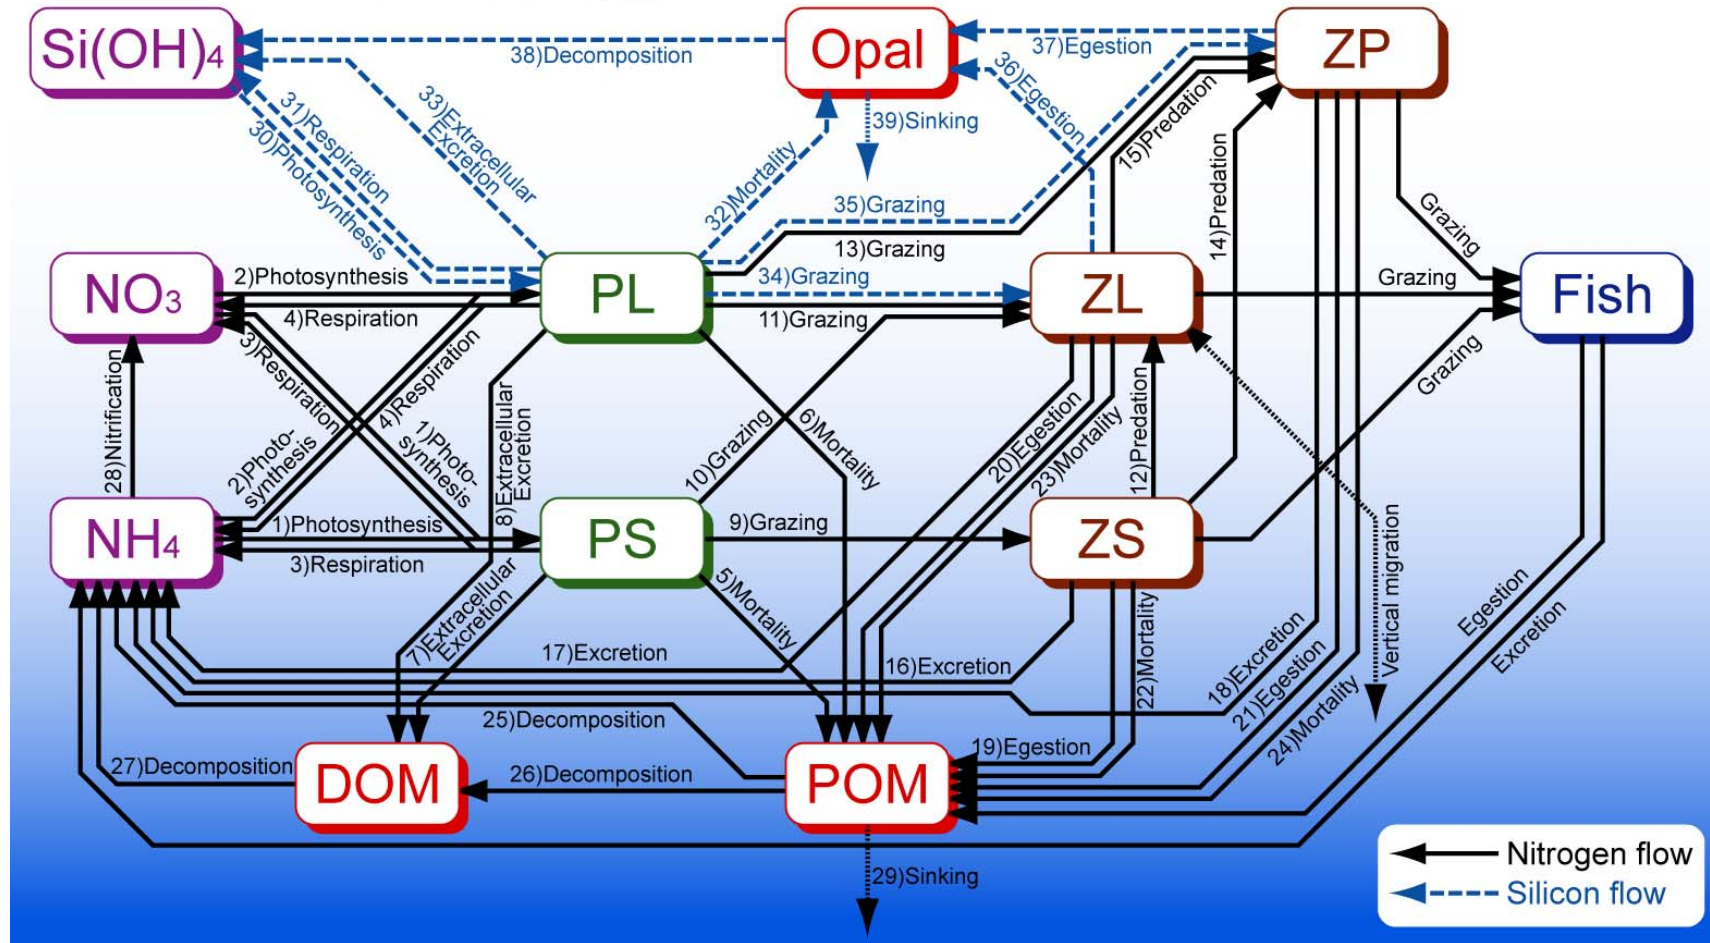 Si(OH)4
Opal
ZP
38)Decomposition
37)Egestion
36)Egestion
39)Sinking
31)Respiration
30)Photosynthesis
33)Extracellular
Excretion
32)Mortality
35)Grazing
13)Grazing
15)Predation
14)Predation
Grazing
NO3
PL
ZL
Fish
2)Photosynthesis
4)Respiration
34)Grazing
11)Grazing
Grazing
Grazing
3)Respiration
4)Respiration
28)Nitrification
2)Photo-
synthesis
1)Photo-
synthesis
8)Extracellular
Excretion
10)Grazing
6)Mortality
20)Egestion
23)Mortality
12)Predation
NH4
PS
ZS
1)Photosynthesis
3)Respiration
9)Grazing
7)Extracellular
Excretion
5)Mortality
22)Mortality
Vertical migration
Egestion
Excretion
17)Excretion
16)Excretion
18)Excretion
21)Egestion
24)Mortality
25)Decomposition
19)Egestion
27)Decomposition
DOM
26)Decomposition
POM
29)Sinking
Nitrogen flow
Silicon flow